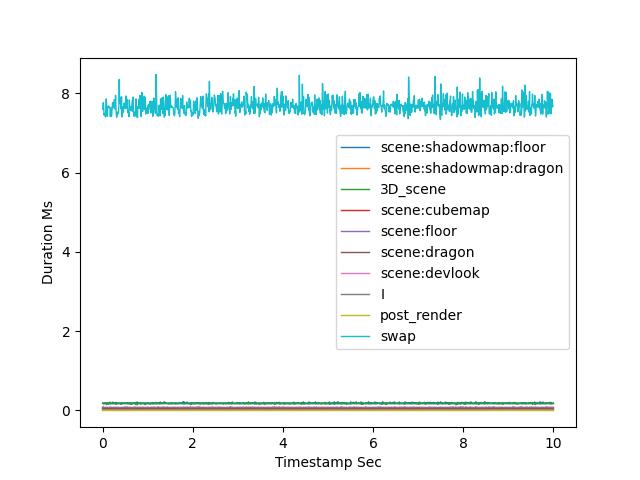 8
6
4
2
0
Duration Ms
scene:shadowmap:floor
scene:shadowmap:dragon
3D_scene
scene:cubemap
scene:floor
scene:dragon
scene:devlook
I
post_render
swap
0 2 4 6 8 10
Timestamp Sec